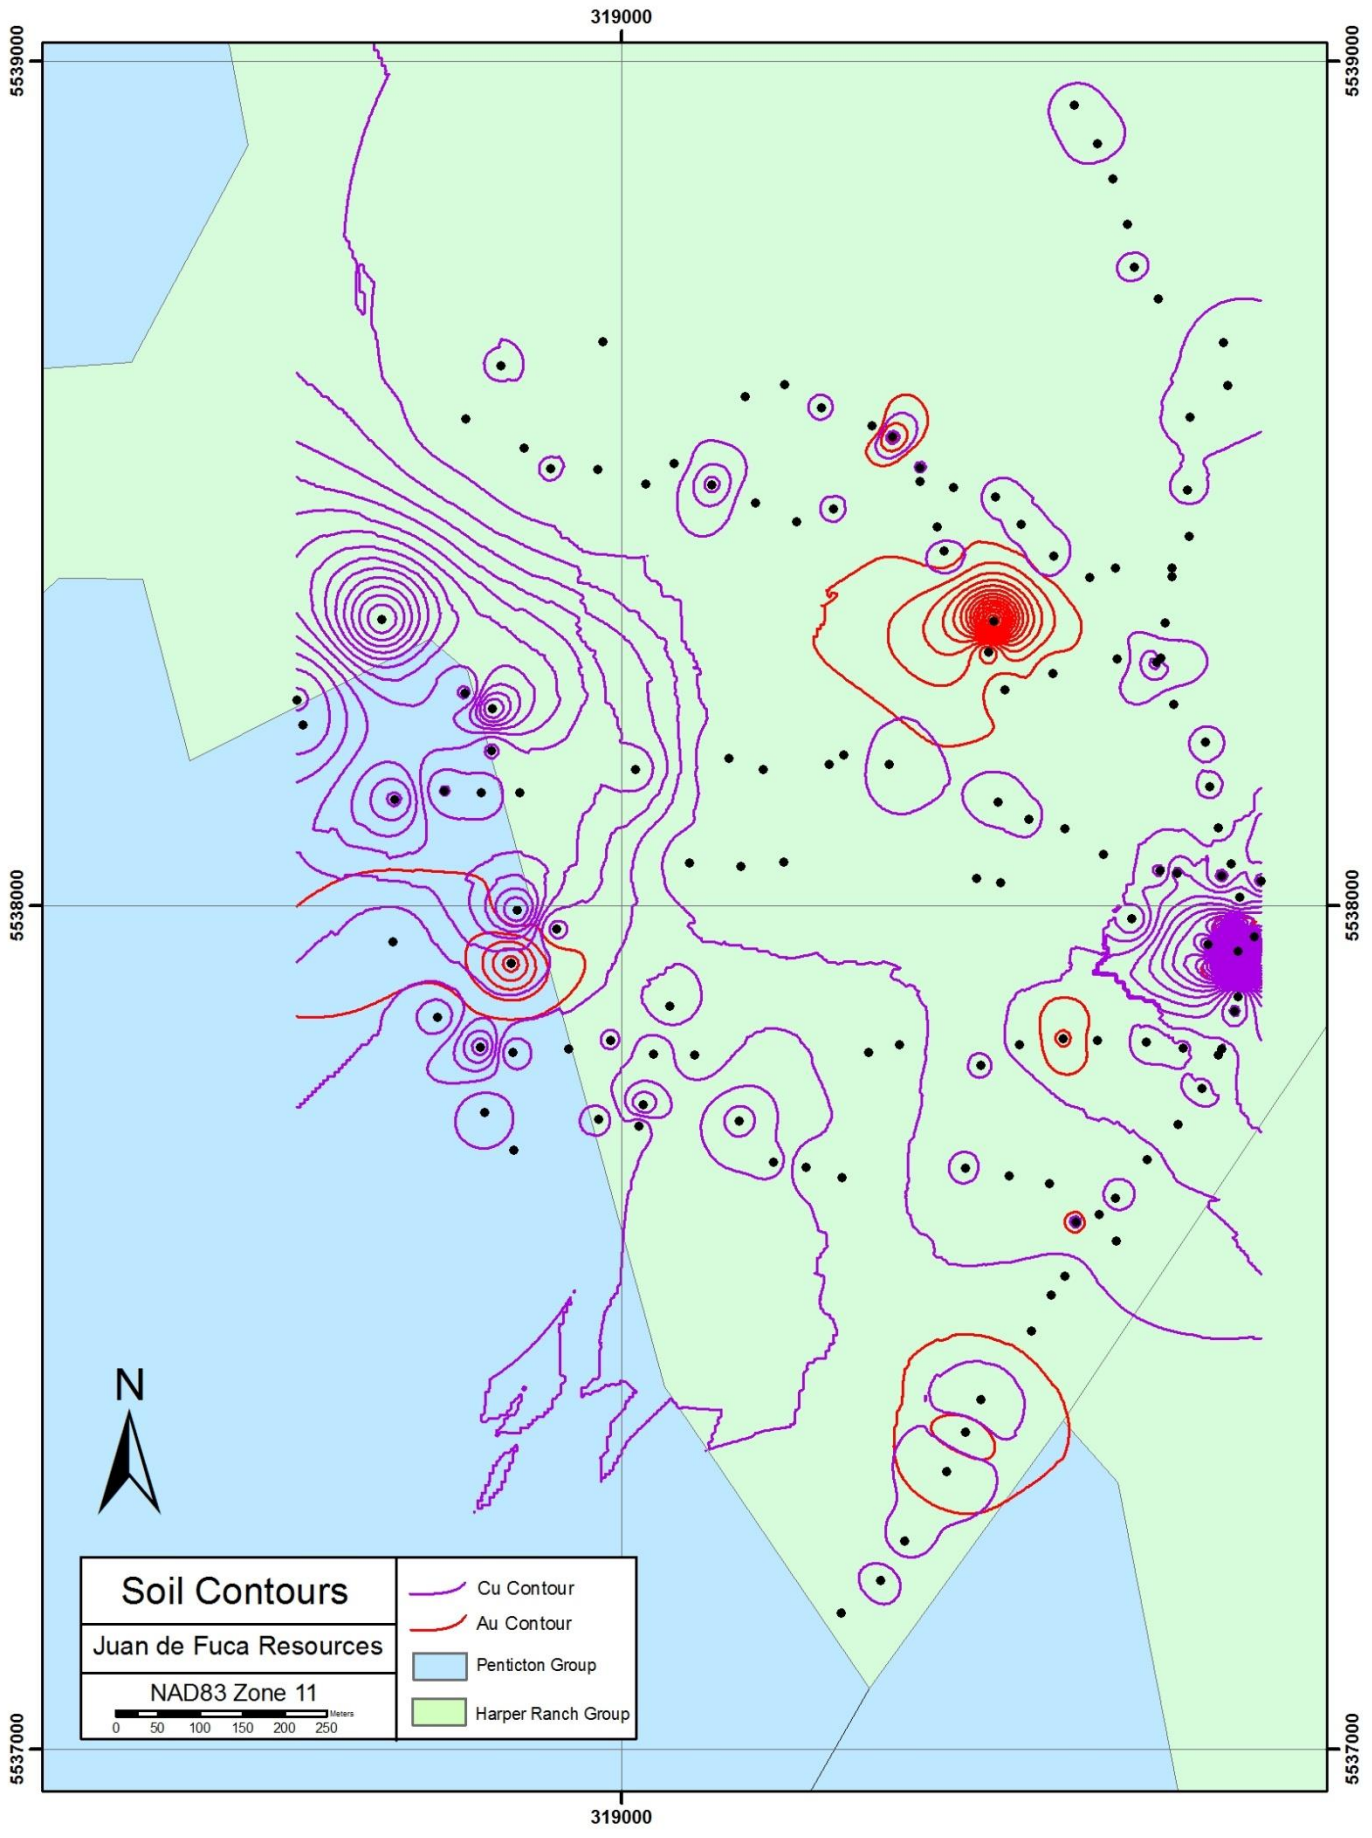 319000
5539000
5539000
5538000
5538000
N
Soil Contours
Juan de Fuca Resources
NAD83 Zone 11
Meters
0 50 100 150 200 250
Cu Contour
Au Contour
Penticton Group
Harper Ranch Group
5537000
5537000
319000